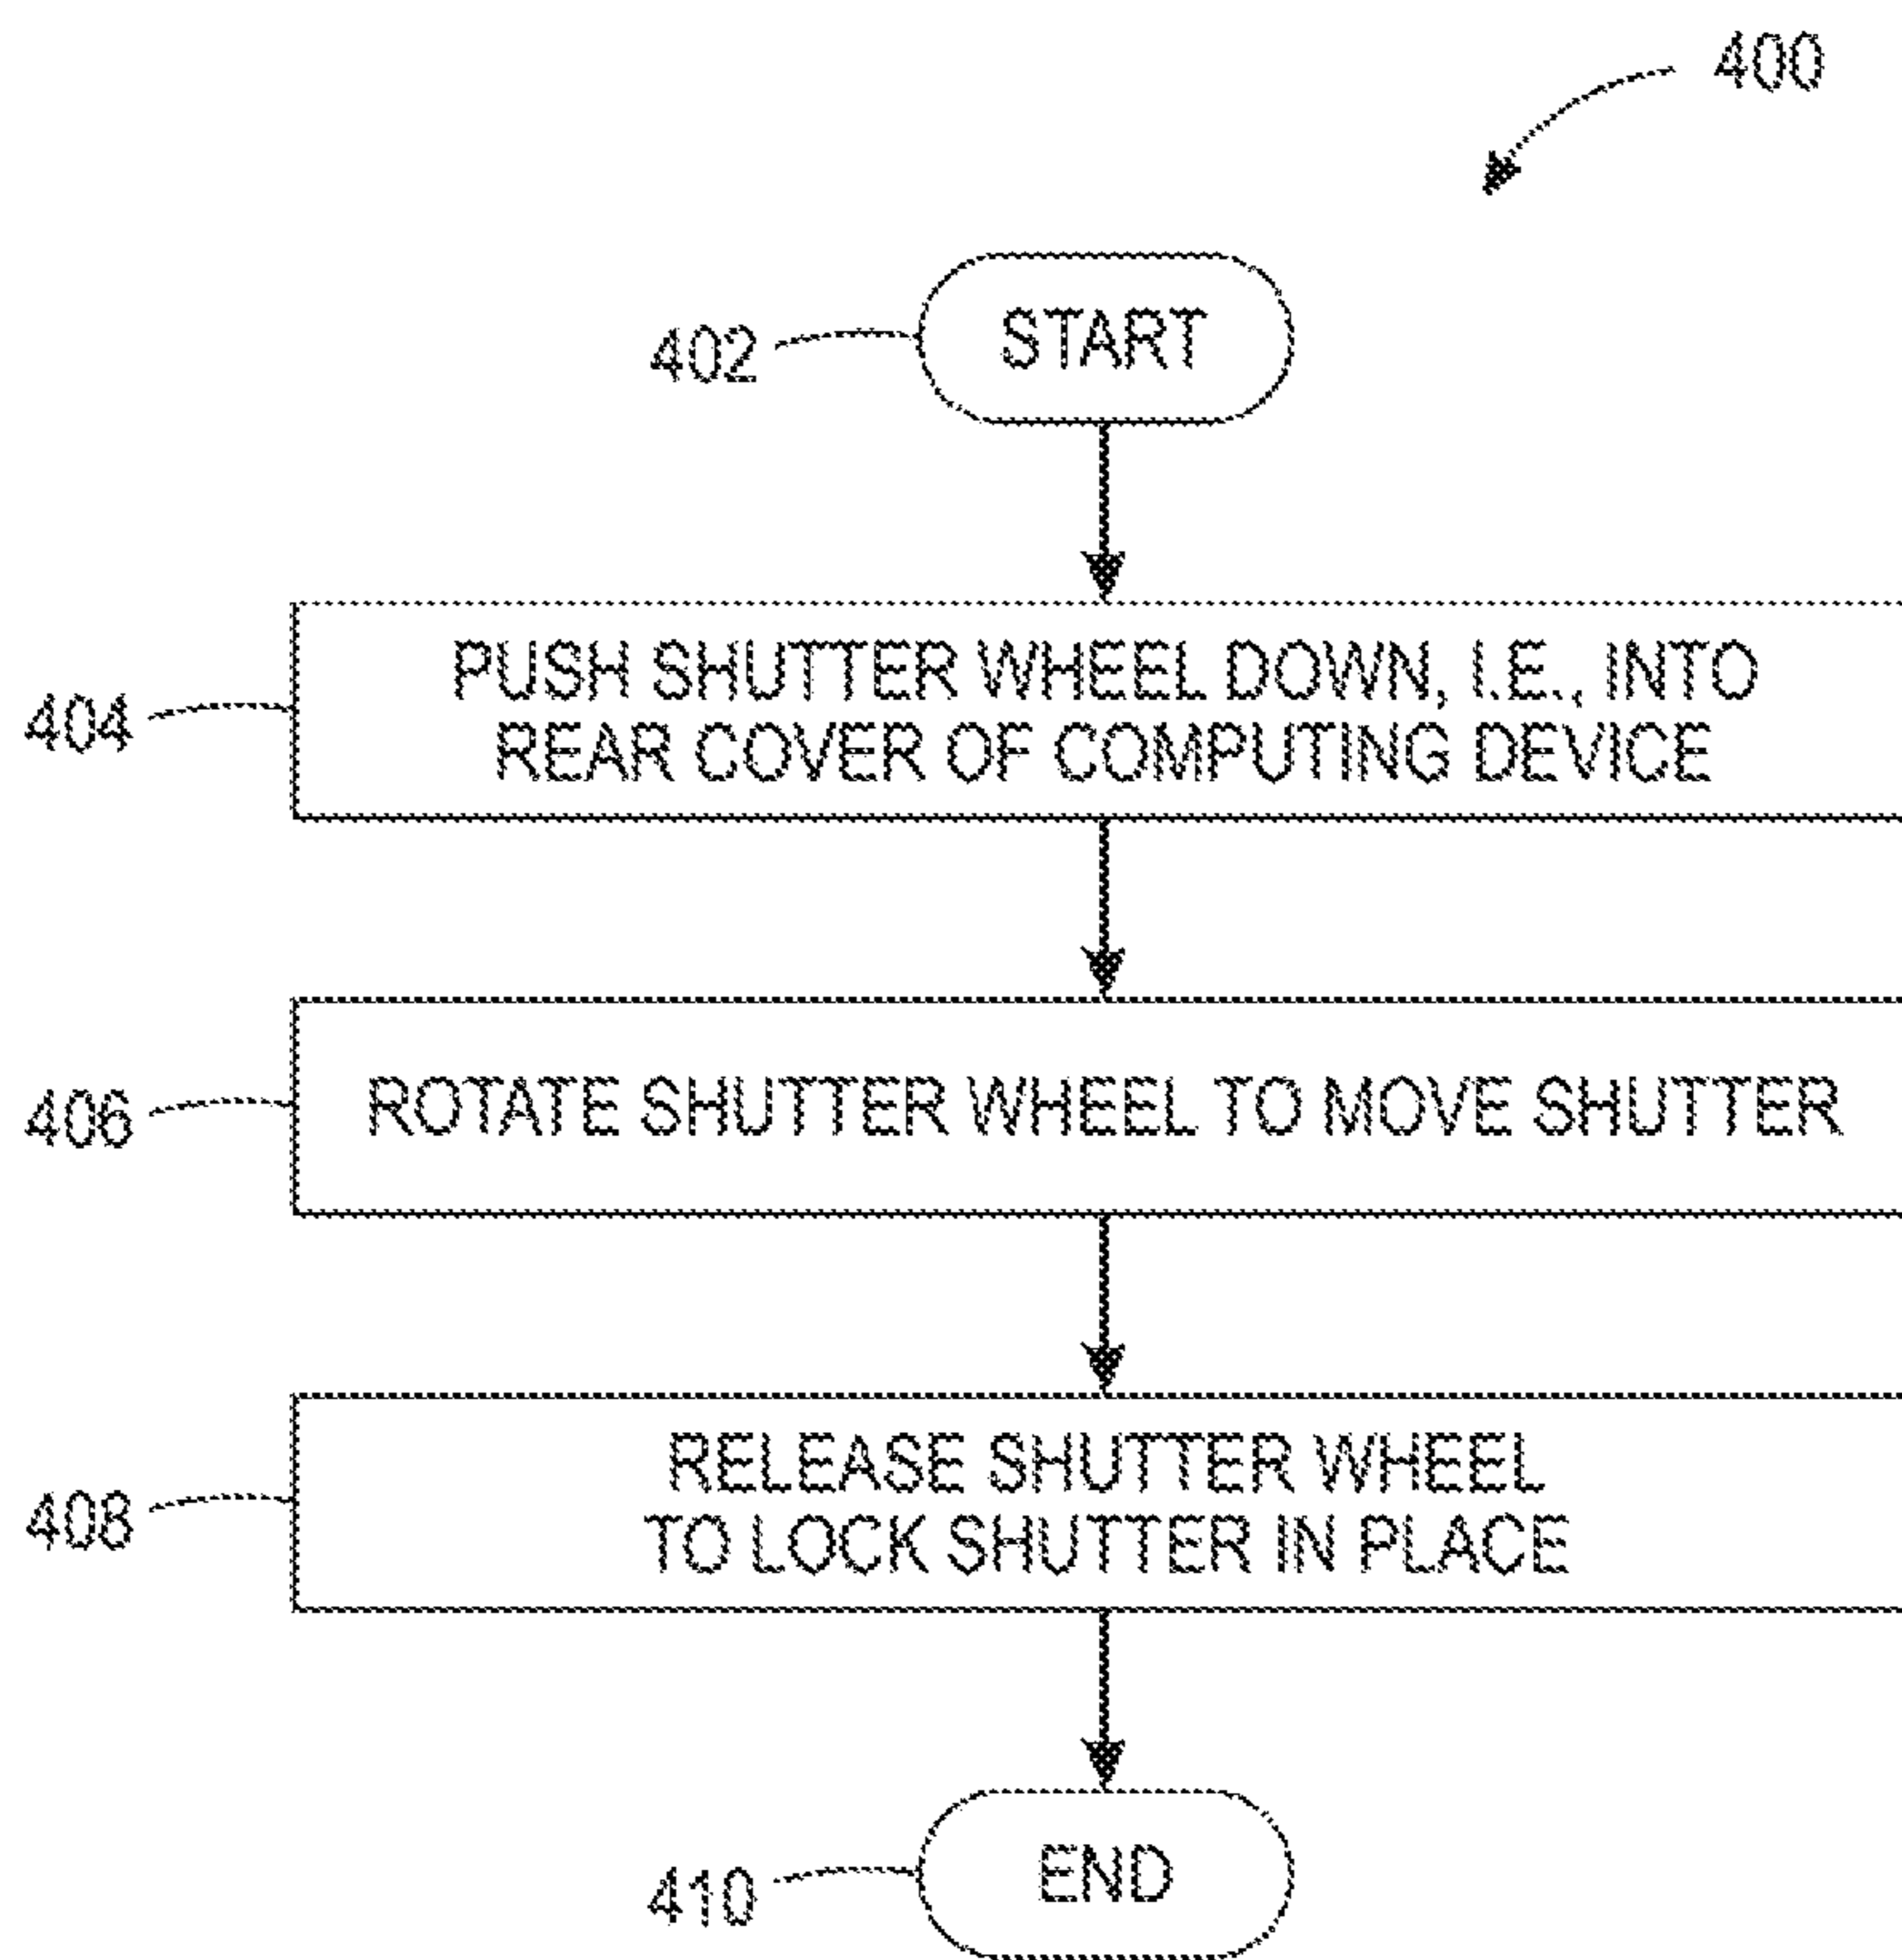 400
402
START
404
PUSH SHUTTER WHEEL DOWN, I.E., INTO
REAR COVER OF COMPUTING DEVICE
406
ROTATE SHUTTER WHEEL TO MOVE SHUTTER
408
RELEASE SHUTTER WHEEL
TO LOCK SHUTTER IN PLACE
410
END